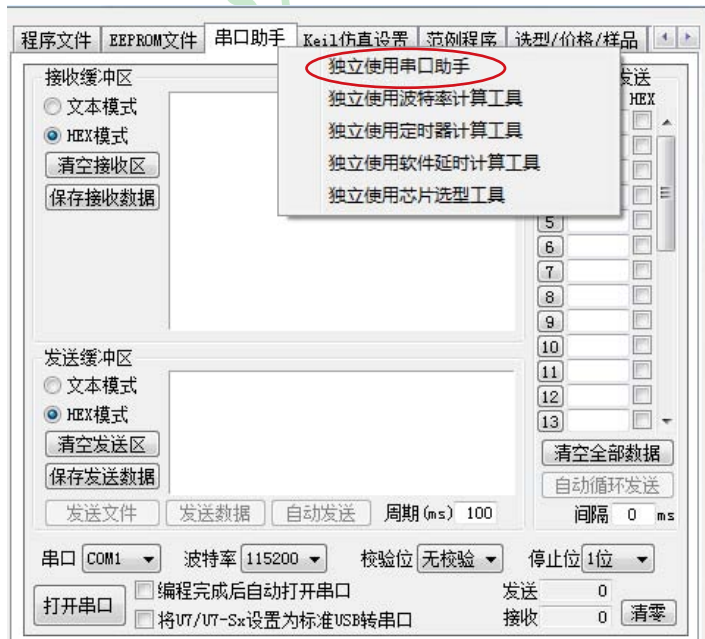 程序文件 EEPROM文件 串口助手 Keil仿真设置 范例程序 选型/价格/样品
独立使用串口助手
独立使用波特率计算工具
独立使用定时器计算工具
独立使用软件延时计算工具
独立使用芯片选型工具
接收缓冲区
文本模式
HEX模式
清空接收区
保存接收数据
发送
HEX
5
6
7
8
9
10
11
12
13
清空全部数据
自动循环发送
间隔 0 ms
发送缓冲区
文本模式
HEX模式
清空发送区
保存发送数据
发送文件 发送数据 自动发送 周期(ms) 100
串口 COM1 波特率 115200 校验位 无校验 停止位 1位
打开串口 编程完成后自动打开串口 发送 0
将U7/U7-Sx设置为标准USB转串口 接收 0 清零